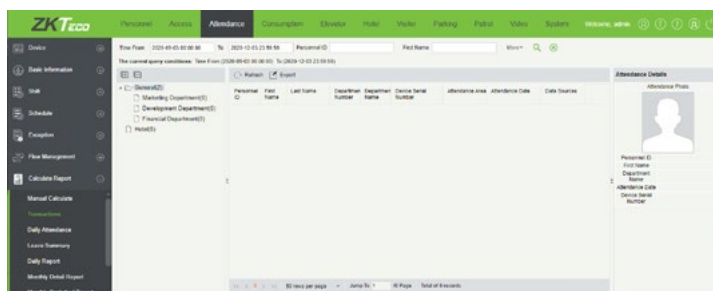 ZKTeco Personnel Access Attendance Consumption Elevator Hotel Visitor Parking Patrol Video System Welcome, admin
Device
Basic Information
Shift
Schedule
Exception
Flow Management
Calculate Report
Manual Calculate
Transactions
Daily Attendance
Leave Summary
Daily Report
Monthly Detail Report
Time From To Personnel ID First Name More
The current query conditions: Time From
Refresh Export
General
Marketing Department
Development Department
Financial Department
Hotel
Personnel ID First Name Last Name Department Number Department Name Device Serial Number Attendance Area Attendance Date Data Sources
50 rows per page Jump To 1 /0 Page Total of 0 records
Attendance Details
Attendance Photo
Personnel ID
First Name
Department
Name
Attendance Date
Device Serial
Number